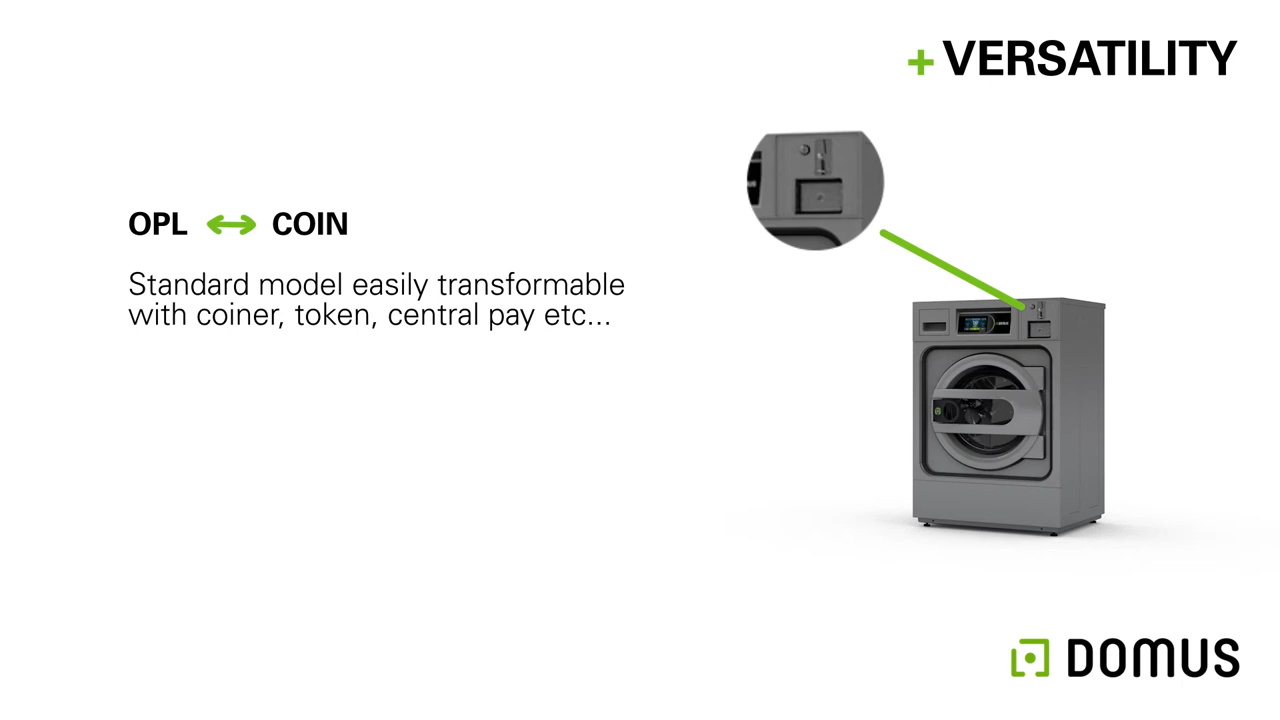 + VERSATILITY
OPL ↔ COIN
Standard model easily transformable
with coiner, token, central pay etc...
DOMUS